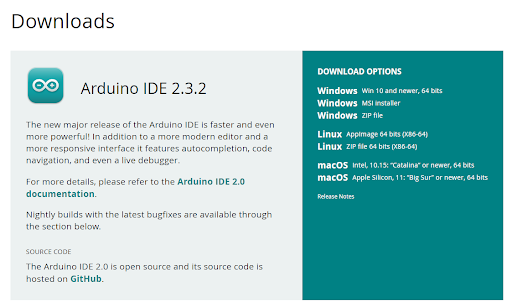 Downloads
Arduino IDE 2.3.2
The new major release of the Arduino IDE is faster and even
more powerful! In addition to a more modern editor and a
more responsive interface it features autocompletion, code
navigation, and even a live debugger.
For more details, please refer to the Arduino IDE 2.0
documentation.
Nightly builds with the latest bugfixes are available through
the section below.
SOURCE CODE
The Arduino IDE 2.0 is open source and its source code is
hosted on GitHub.
DOWNLOAD OPTIONS
Windows Win 10 and newer, 64 bits
Windows MSI installer
Windows ZIP file
Linux AppImage 64 bits (X86-64)
Linux ZIP file 64 bits (X86-64)
macOS Intel, 10.15: “Catalina” or newer, 64 bits
macOS Apple Silicon, 11: “Big Sur” or newer, 64 bits
Release Notes